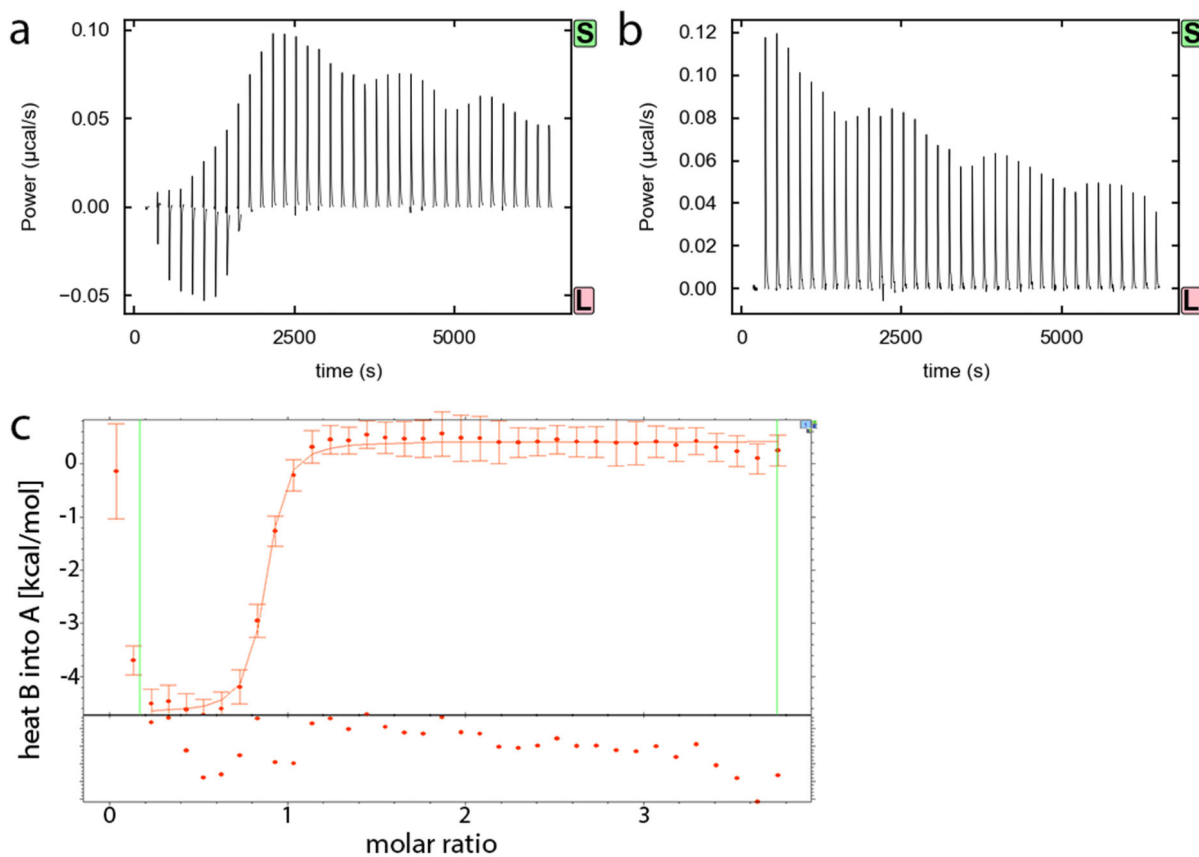 a
0.10
0.05
0.00
−0.05
Power (µcal/s)
0
2500
5000
time (s)
S
L
b
0.12
0.10
0.08
0.06
0.04
0.02
0.00
Power (µcal/s)
0
2500
5000
time (s)
S
L
c
0
-1
-2
-3
-4
heat B into A [kcal/mol]
0
1
2
3
molar ratio